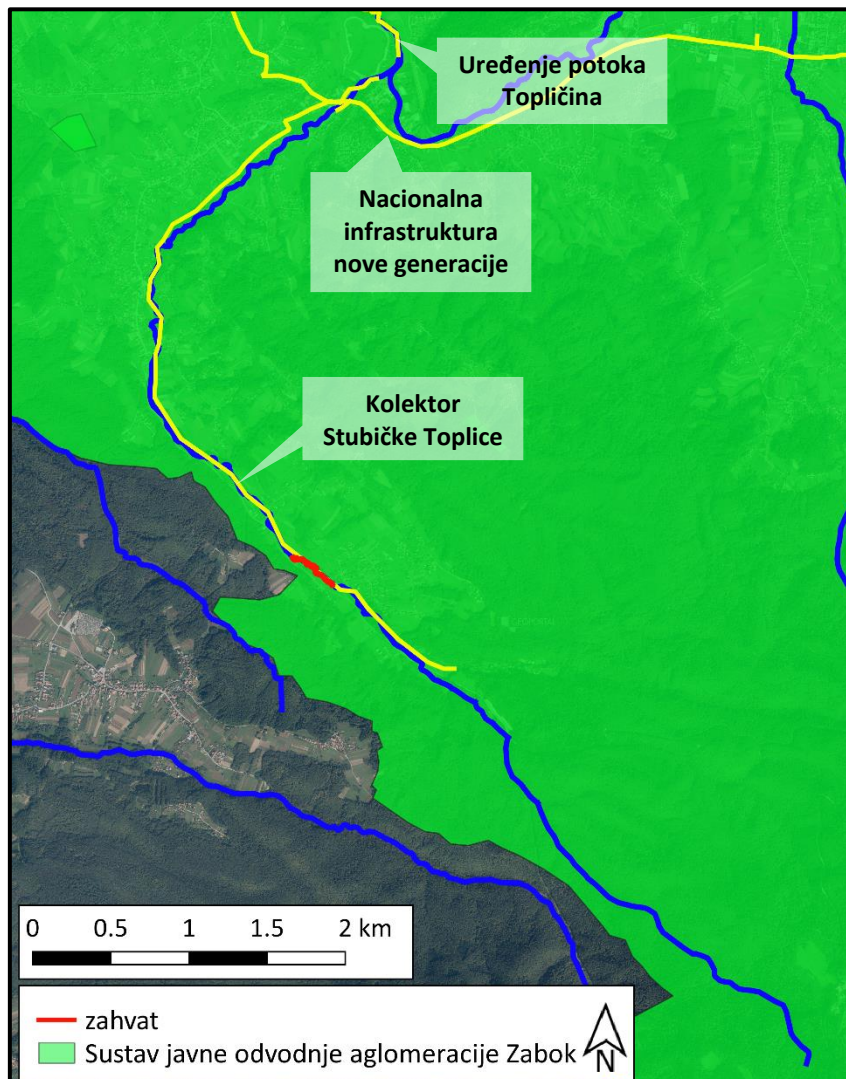 Uređenje potoka
Topličina
Nacionalna
infrastruktura
nove generacije
Kolektor
Stubičke Toplice
0 0.5 1 1.5 2 km
zahvat
Sustav javne odvodnje aglomeracije Zabok
N